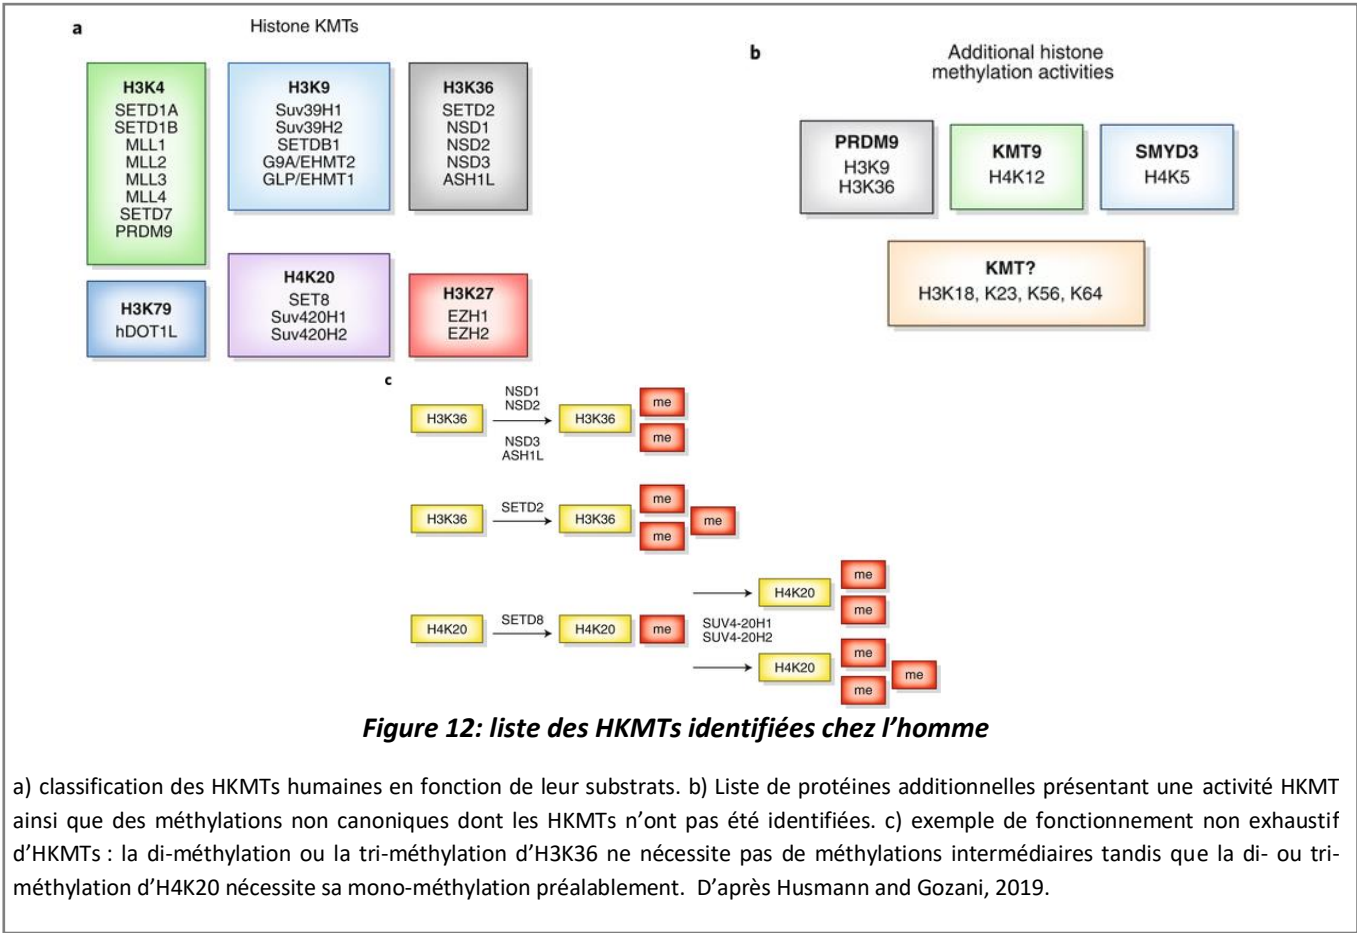 a
Histone KMTs
H3K4
SETD1A
SETD1B
MLL1
MLL2
MLL3
MLL4
SETD7
PRDM9
H3K9
Suv39H1
Suv39H2
SETDB1
G9A/EHMT2
GLP/EHMT1
H3K36
SETD2
NSD1
NSD2
NSD3
ASH1L
H3K79
hDOT1L
H4K20
SET8
Suv420H1
Suv420H2
H3K27
EZH1
EZH2
b
Additional histone
methylation activities
PRDM9
H3K9
H3K36
KMT9
H4K12
SMYD3
H4K5
KMT?
H3K18, K23, K56, K64
c
H3K36
NSD1
NSD2
NSD3
ASH1L
H3K36
me
me
H3K36
SETD2
H3K36
me
me
me
H4K20
SETD8
H4K20
me
SUV4-20H1
SUV4-20H2
H4K20
me
me
H4K20
me
me
me
Figure 12: liste des HKMTs identifiées chez l’homme
a) classification des HKMTs humaines en fonction de leur substrats. b) Liste de protéines additionnelles présentant une activité HKMT
ainsi que des méthylations non canoniques dont les HKMTs n’ont pas été identifiées. c) exemple de fonctionnement non exhaustif
d’HKMTs : la di-méthylation ou la tri-méthylation d’H3K36 ne nécessite pas de méthylations intermédiaires tandis que la di- ou tri-
méthylation d’H4K20 nécessite sa mono-méthylation préalablement. D’après Husmann and Gozani, 2019.